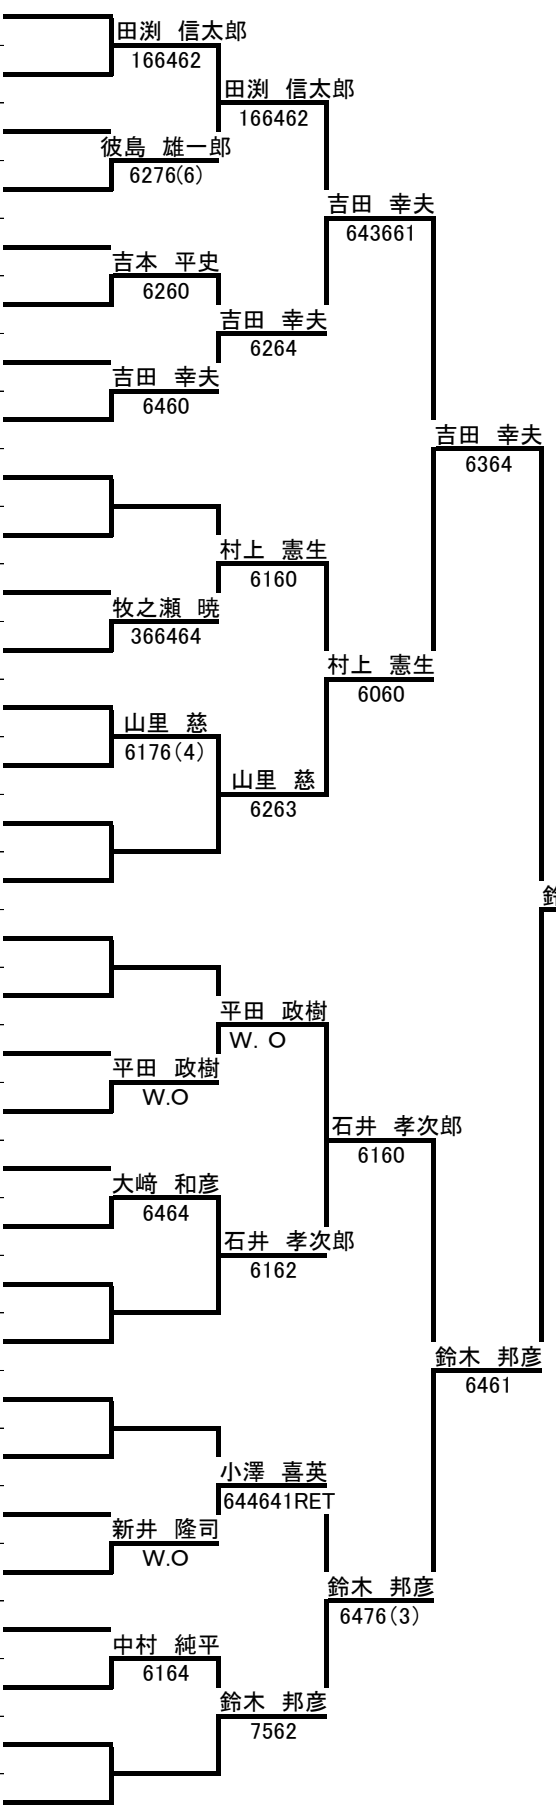 田渕 信太郎
166462
田渕 信太郎
166462
彼島 雄一郎
6276(6)
吉田 幸夫
643661
吉本 平史
6260
吉田 幸夫
6264
吉田 幸夫
6460
吉田 幸夫
6364
村上 憲生
6160
牧之瀬 暁
366464
村上 憲生
6060
山里 慈
6176(4)
山里 慈
6263
平田 政樹
W. O
平田 政樹
W.O
石井 孝次郎
6160
大﨑 和彦
6464
石井 孝次郎
6162
鈴木 邦彦
6461
小澤 喜英
644641RET
新井 隆司
W.O
鈴木 邦彦
6476(3)
中村 純平
6164
鈴木 邦彦
7562